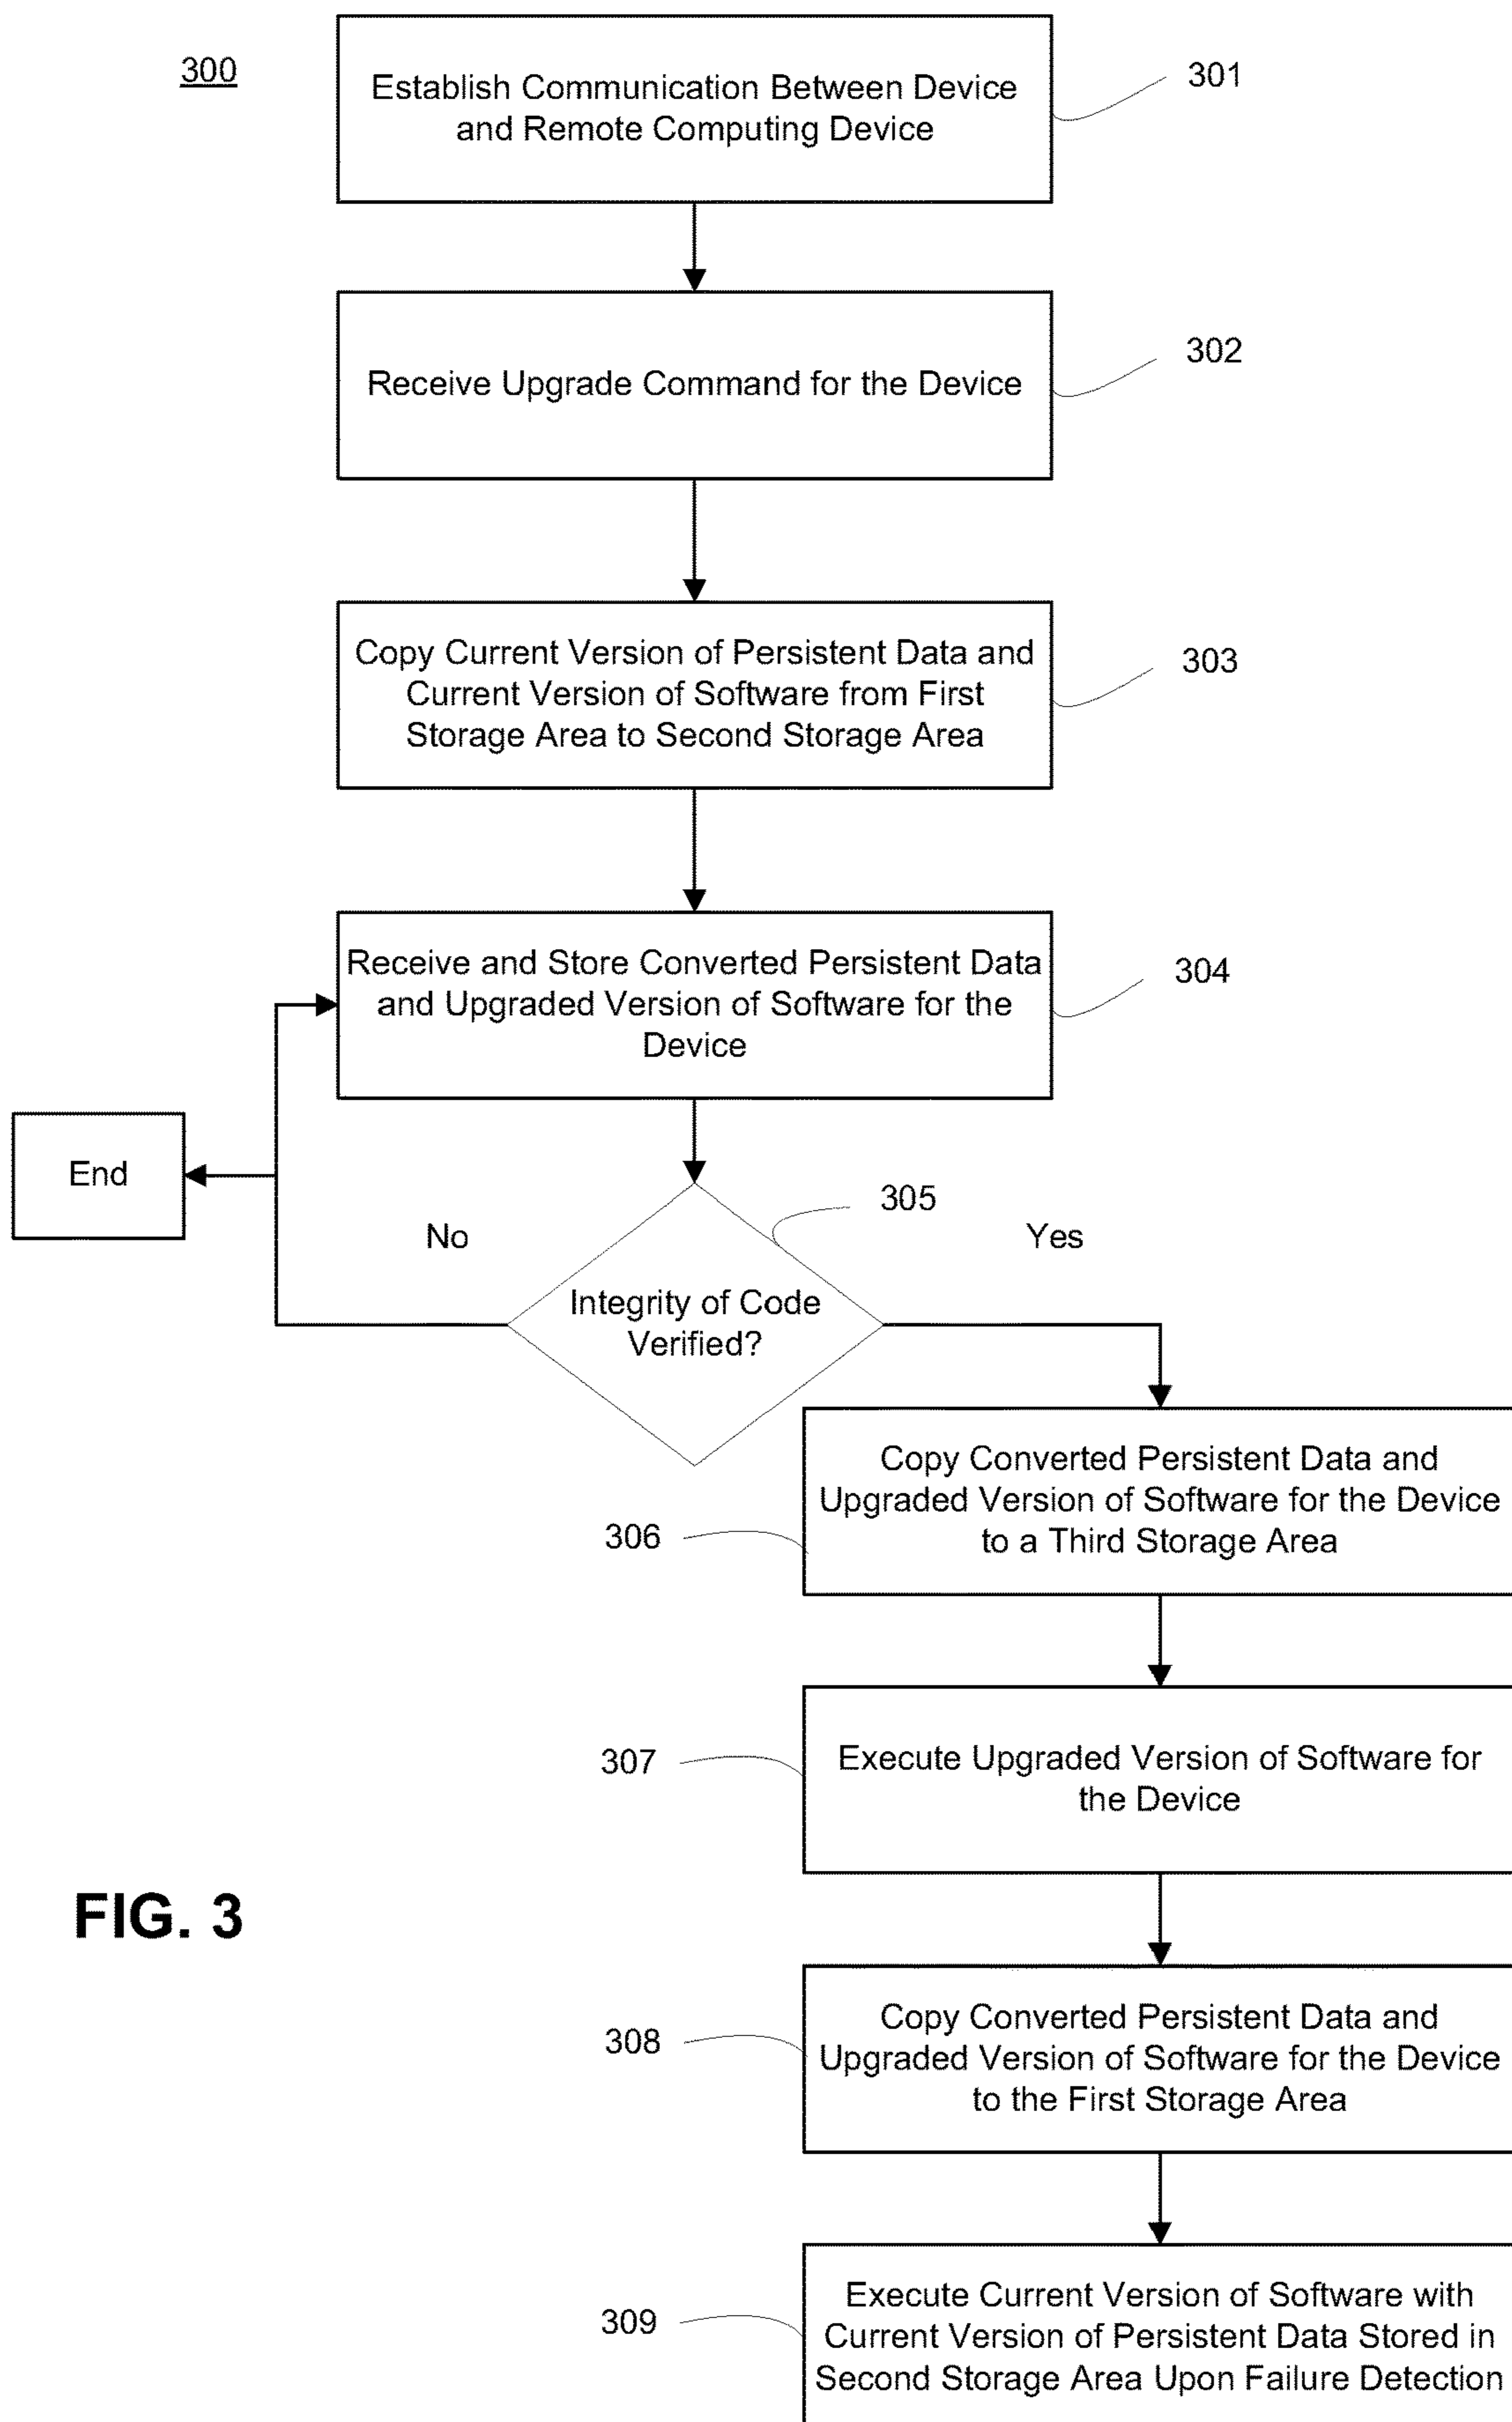 300
Establish Communication Between Device
and Remote Computing Device
301
Receive Upgrade Command for the Device
302
Copy Current Version of Persistent Data and
Current Version of Software from First
Storage Area to Second Storage Area
303
Receive and Store Converted Persistent Data
and Upgraded Version of Software for the
Device
304
End
No
305
Yes
Integrity of Code
Verified?
Copy Converted Persistent Data and
Upgraded Version of Software for the Device
to a Third Storage Area
306
Execute Upgraded Version of Software for
the Device
307
FIG. 3
Copy Converted Persistent Data and
Upgraded Version of Software for the Device
to the First Storage Area
308
Execute Current Version of Software with
Current Version of Persistent Data Stored in
Second Storage Area Upon Failure Detection
309